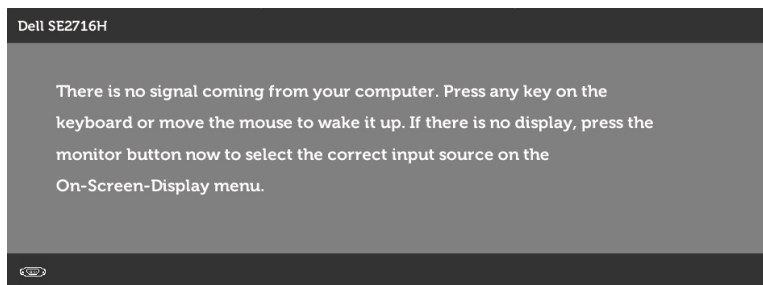 Dell SE2716H
There is no signal coming from your computer. Press any key on the
keyboard or move the mouse to wake it up. If there is no display, press the
monitor button now to select the correct input source on the
On-Screen-Display menu.